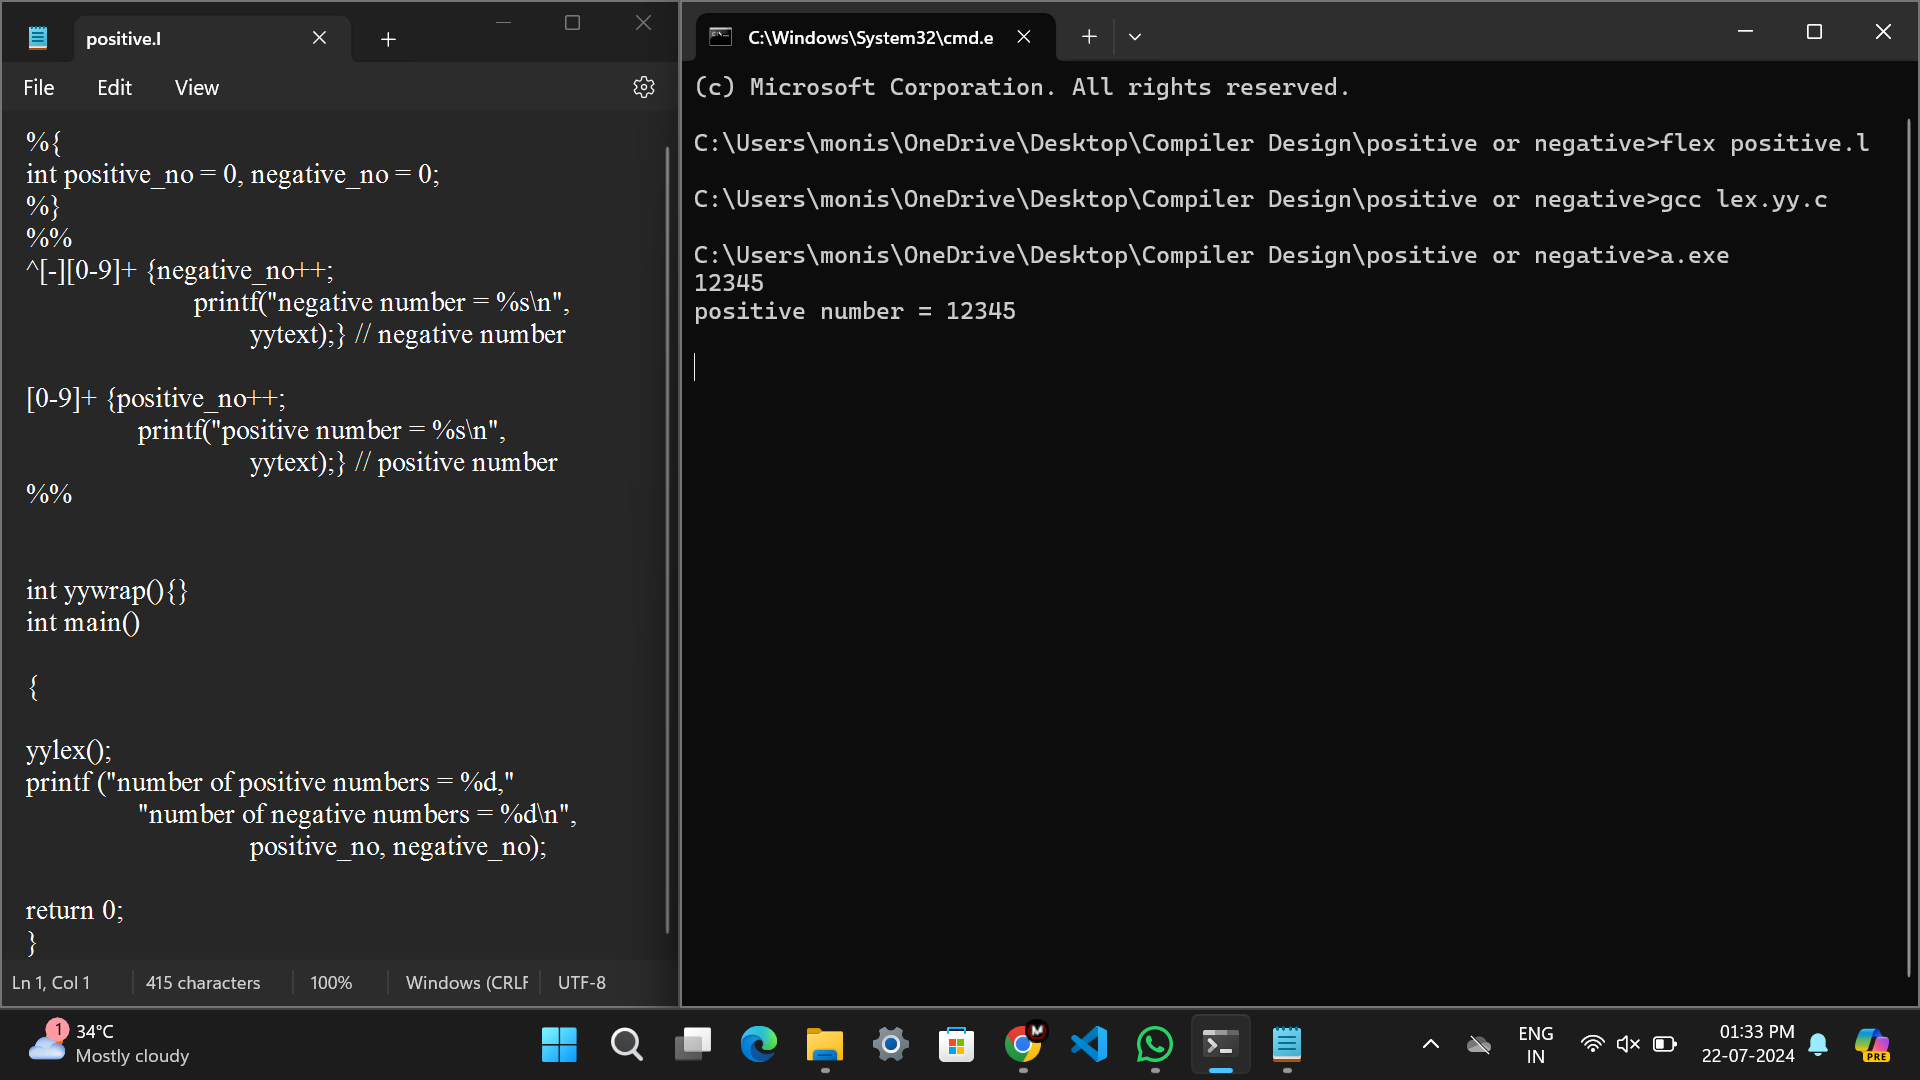 positive.l
File Edit View
%{
int positive_no = 0, negative_no = 0;
%}
%%
^[-][0-9]+ {negative_no++;
printf("negative number = %s\n",
yytext);} // negative number
[0-9]+ {positive_no++;
printf("positive number = %s\n",
yytext);} // positive number
%%
int yywrap(){}
int main()
{
yylex();
printf ("number of positive numbers = %d,"
"number of negative numbers = %d\n",
positive_no, negative_no);
return 0;
}
Ln 1, Col 1 415 characters 100% Windows (CRLF UTF-8
C:\Windows\System32\cmd.e
(c) Microsoft Corporation. All rights reserved.
C:\Users\monis\OneDrive\Desktop\Compiler Design\positive or negative>flex positive.l
C:\Users\monis\OneDrive\Desktop\Compiler Design\positive or negative>gcc lex.yy.c
C:\Users\monis\OneDrive\Desktop\Compiler Design\positive or negative>a.exe
12345
positive number = 12345
1 34°C
Mostly cloudy
M
ENG
IN
01:33 PM
22-07-2024
PRE